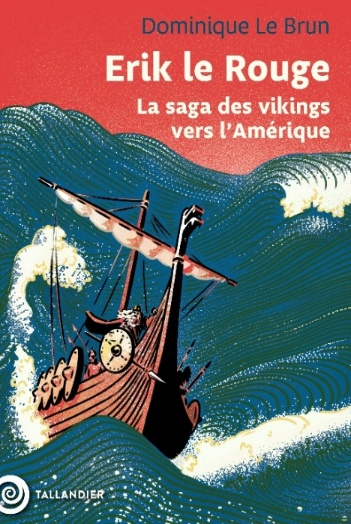 Dominique Le Brun
Erik le Rouge
La saga des vikings
vers l'Amérique
TALLANDIER